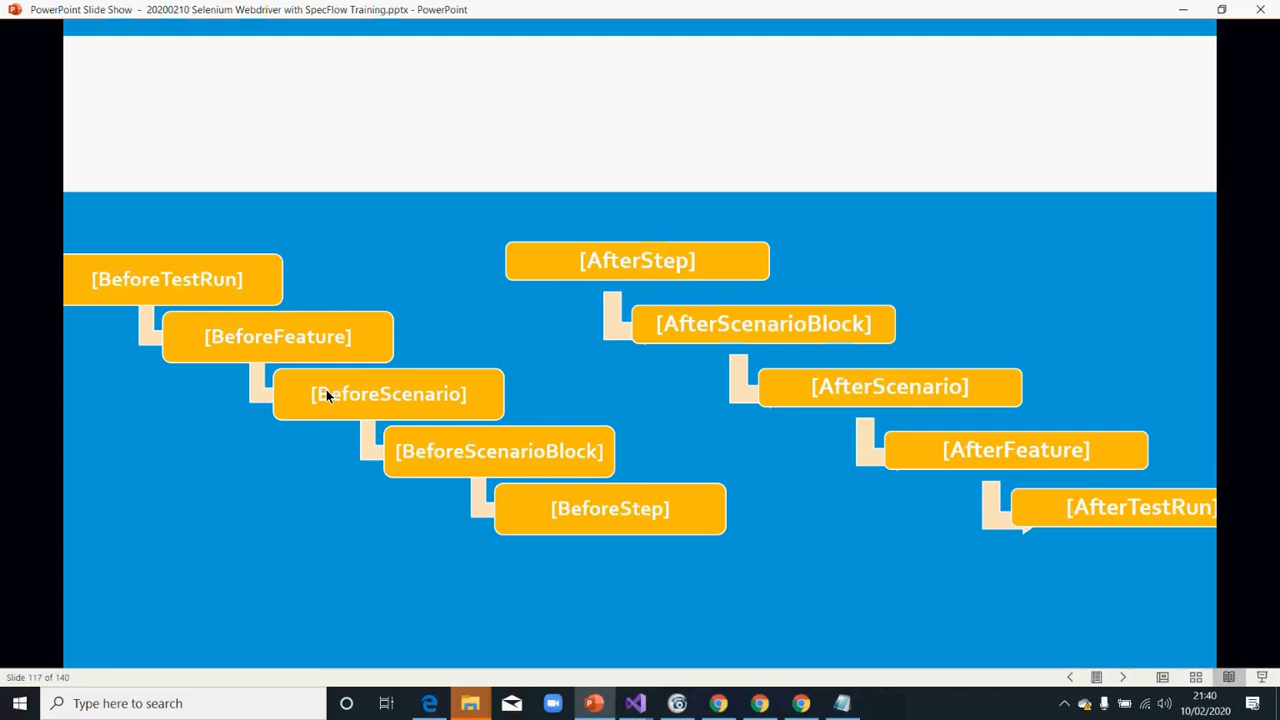 PowerPoint Slide Show - 20200210 Selenium Webdriver with SpecFlow Training.pptx - PowerPoint
[BeforeTestRun]
[BeforeFeature]
[BeforeScenario]
[BeforeScenarioBlock]
[BeforeStep]
[AfterStep]
[AfterScenarioBlock]
[AfterScenario]
[AfterFeature]
[AfterTestRun]
Slide 117 of 140
Type here to search
21:40
10/02/2020